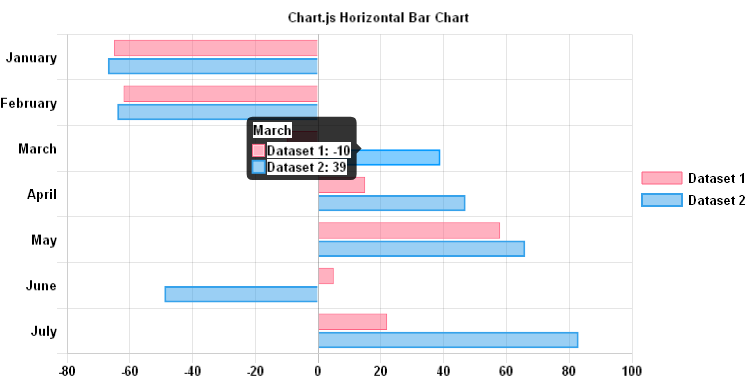 Chart.js Horizontal Bar Chart
January
February
March
April
May
June
July
March
Dataset 1: -10
Dataset 2: 39
Dataset 1
Dataset 2
-80 -60 -40 -20 0 20 40 60 80 100